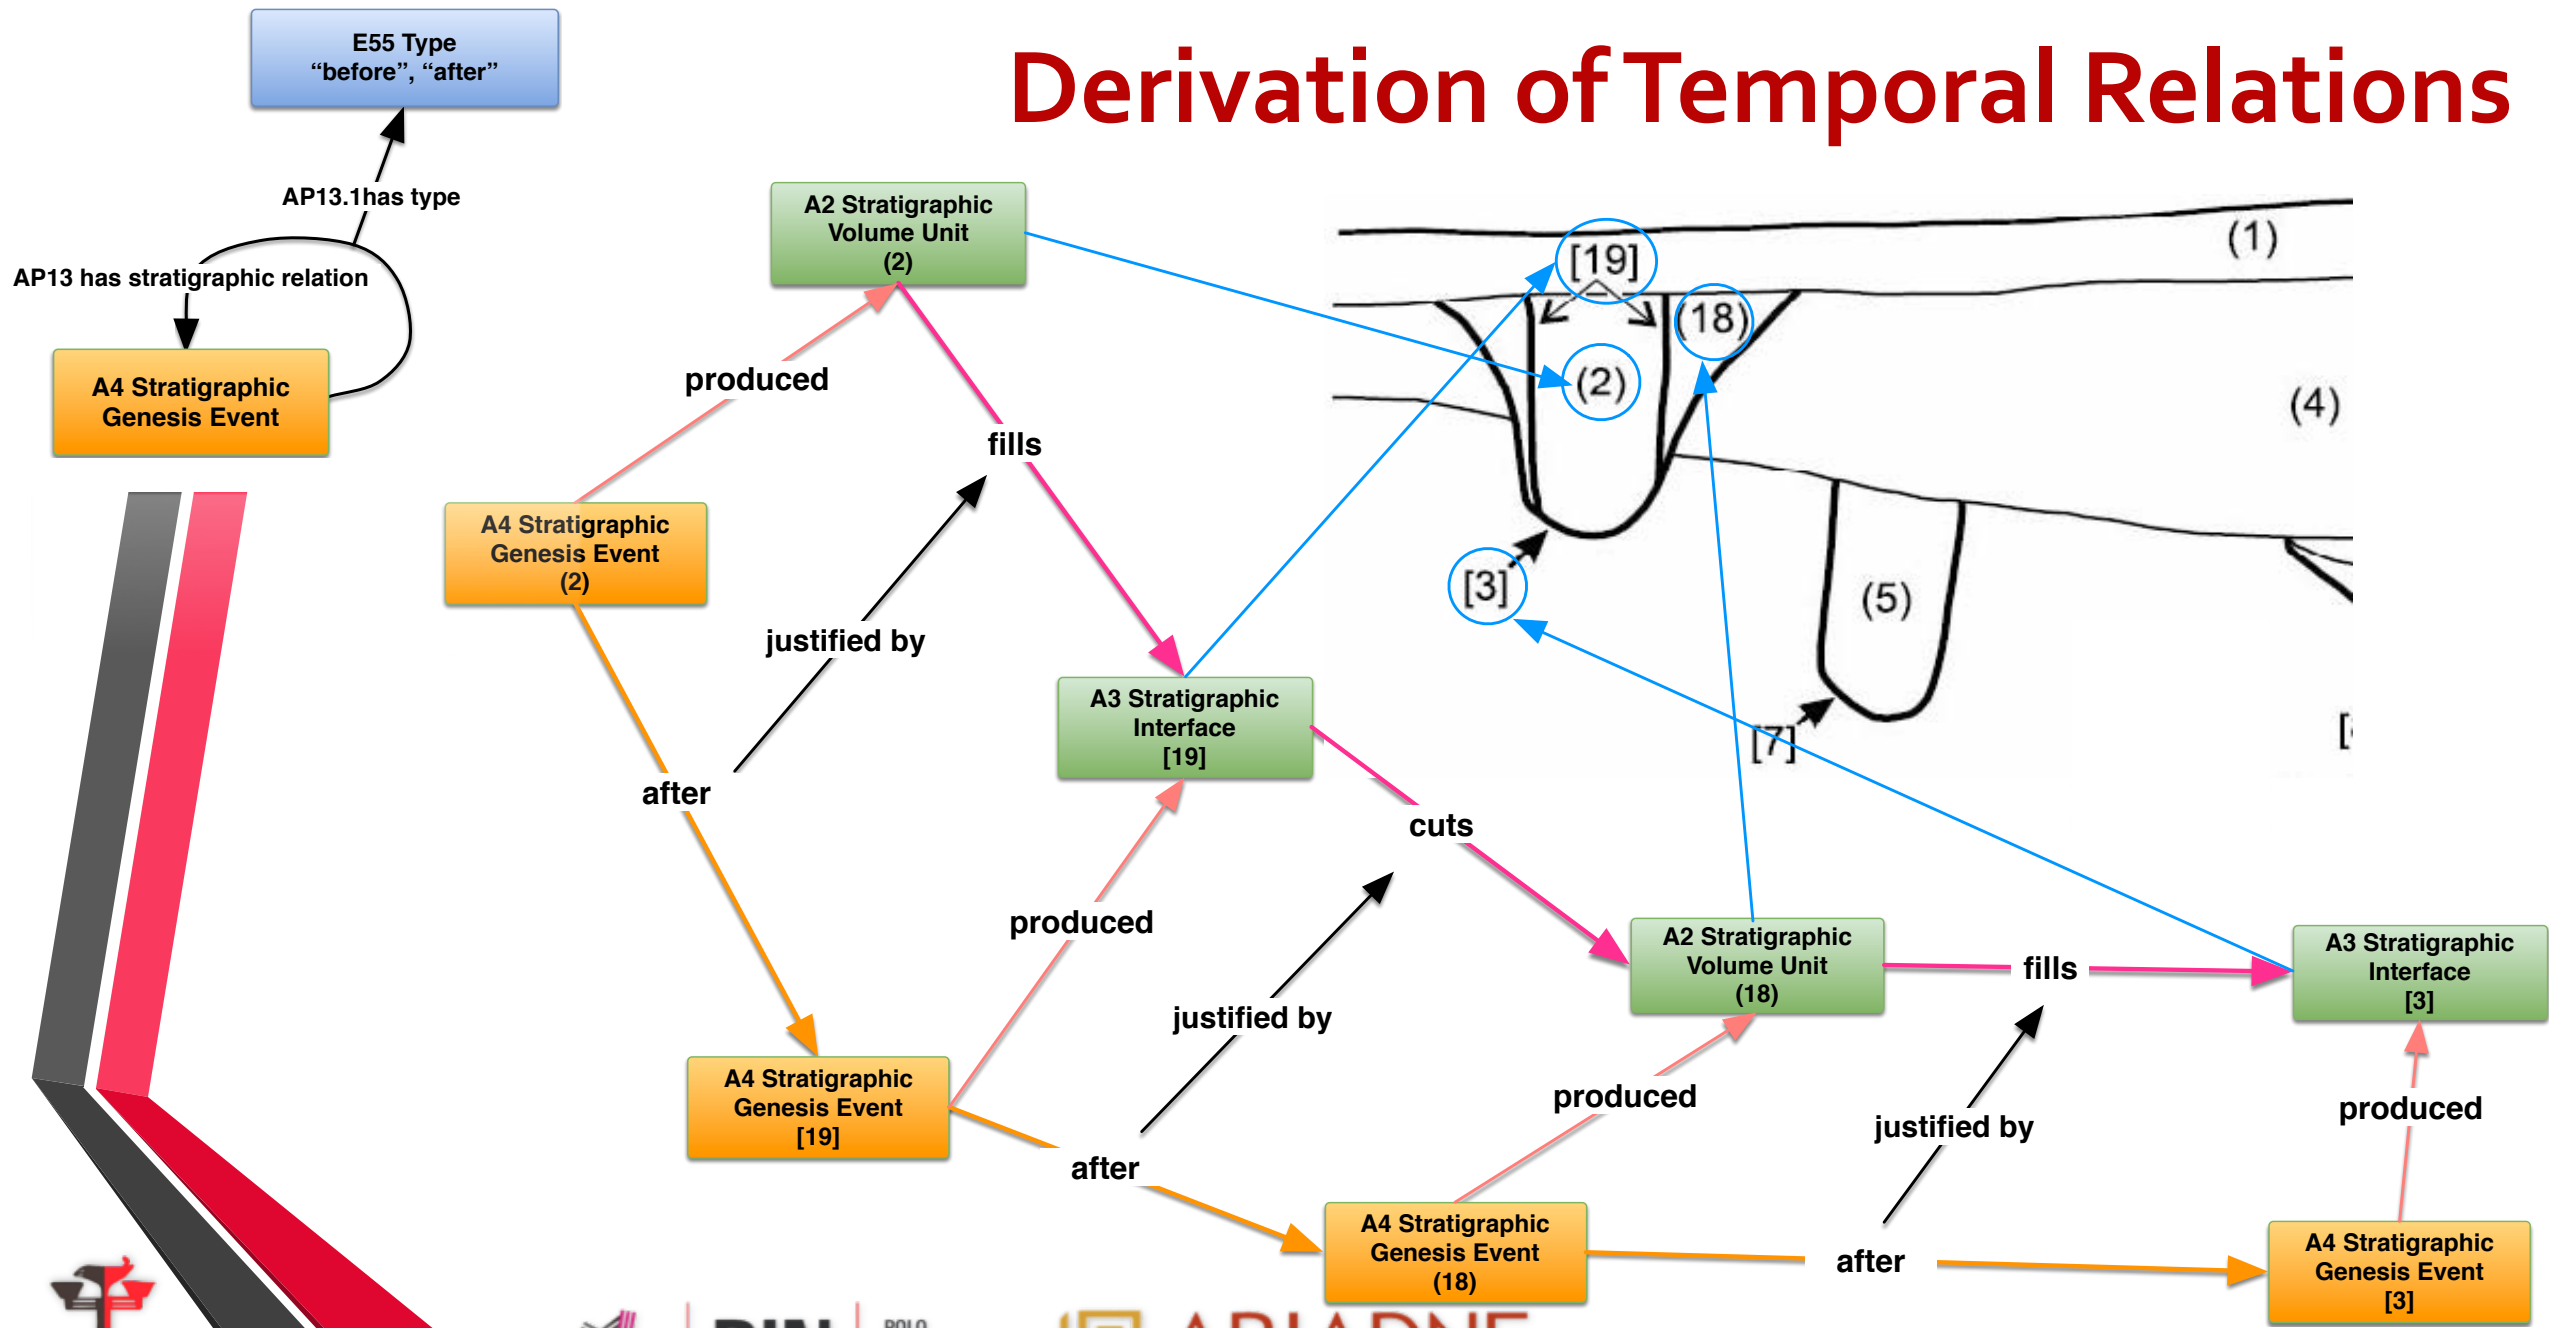 Derivation of Temporal Relations
E55 Type
“before”, “after”
AP13.1has type
AP13 has stratigraphic relation
A4 Stratigraphic
Genesis Event
A2 Stratigraphic
Volume Unit
(2)
produced
fills
A4 Stratigraphic
Genesis Event
(2)
justified by
after
A3 Stratigraphic
Interface
[19]
cuts
produced
justified by
A4 Stratigraphic
Genesis Event
[19]
after
A2 Stratigraphic
Volume Unit
(18)
fills
A3 Stratigraphic
Interface
[3]
produced
justified by
produced
A4 Stratigraphic
Genesis Event
(18)
after
A4 Stratigraphic
Genesis Event
[3]
[19]
(1)
(18)
(2)
(4)
[3]
(5)
[7]
[
POLO
ARIADNE